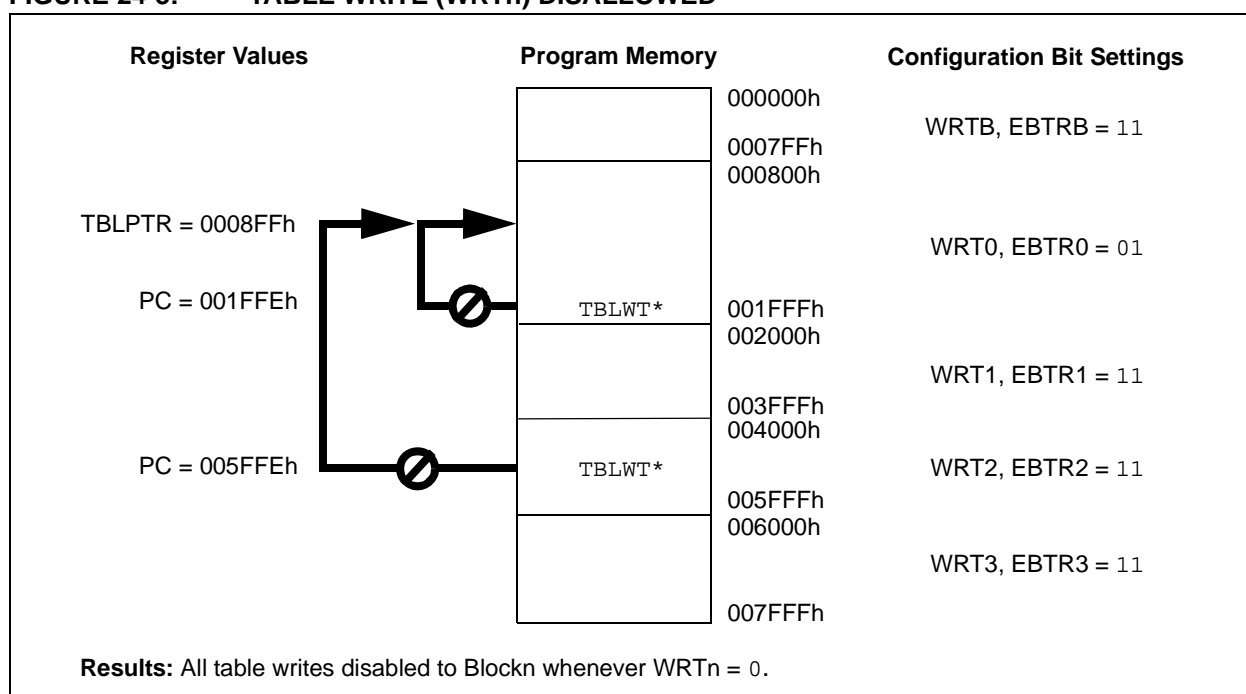 FIGURE 24-3: TABLE WRITE (WRTn) DISALLOWED
Register Values Program Memory Configuration Bit Settings
000000h
WRTB, EBTRB = 11
0007FFh
000800h
TBLPTR = 0008FFh
WRT0, EBTR0 = 01
PC = 001FFEh
TBLWT* 001FFFh
002000h
WRT1, EBTR1 = 11
003FFFh
004000h
PC = 005FFEh TBLWT* WRT2, EBTR2 = 11
005FFFh
006000h
WRT3, EBTR3 = 11
007FFFh
Results: All table writes disabled to Blockn whenever WRTn = 0.